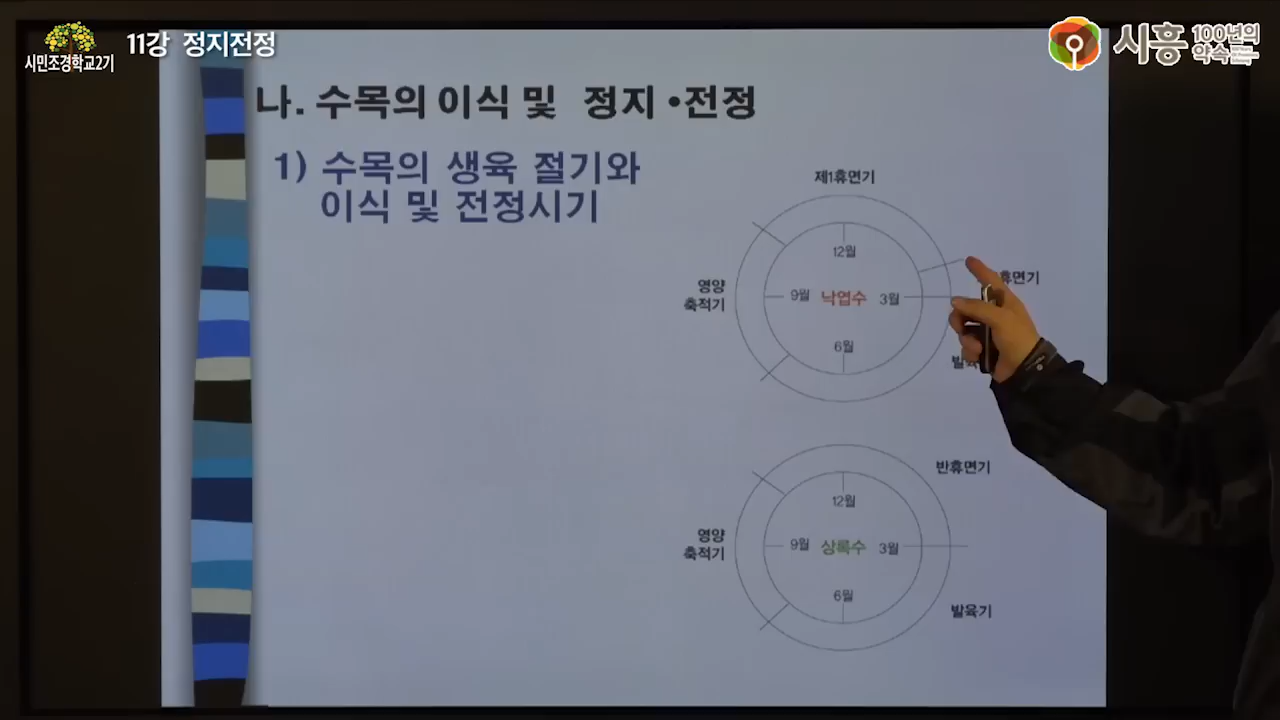 시민조경학교2기
11강 정지전정
시흥 100년의 약속
나. 수목의 이식 및 정지 •전정
1) 수목의 생육 절기와
이식 및 전정시기
제1휴면기
12월
휴면기
영양
축적기
9월 낙엽수 3월
6월
발육
반휴면기
12월
영양
축적기
9월 상록수 3월
6월
발육기